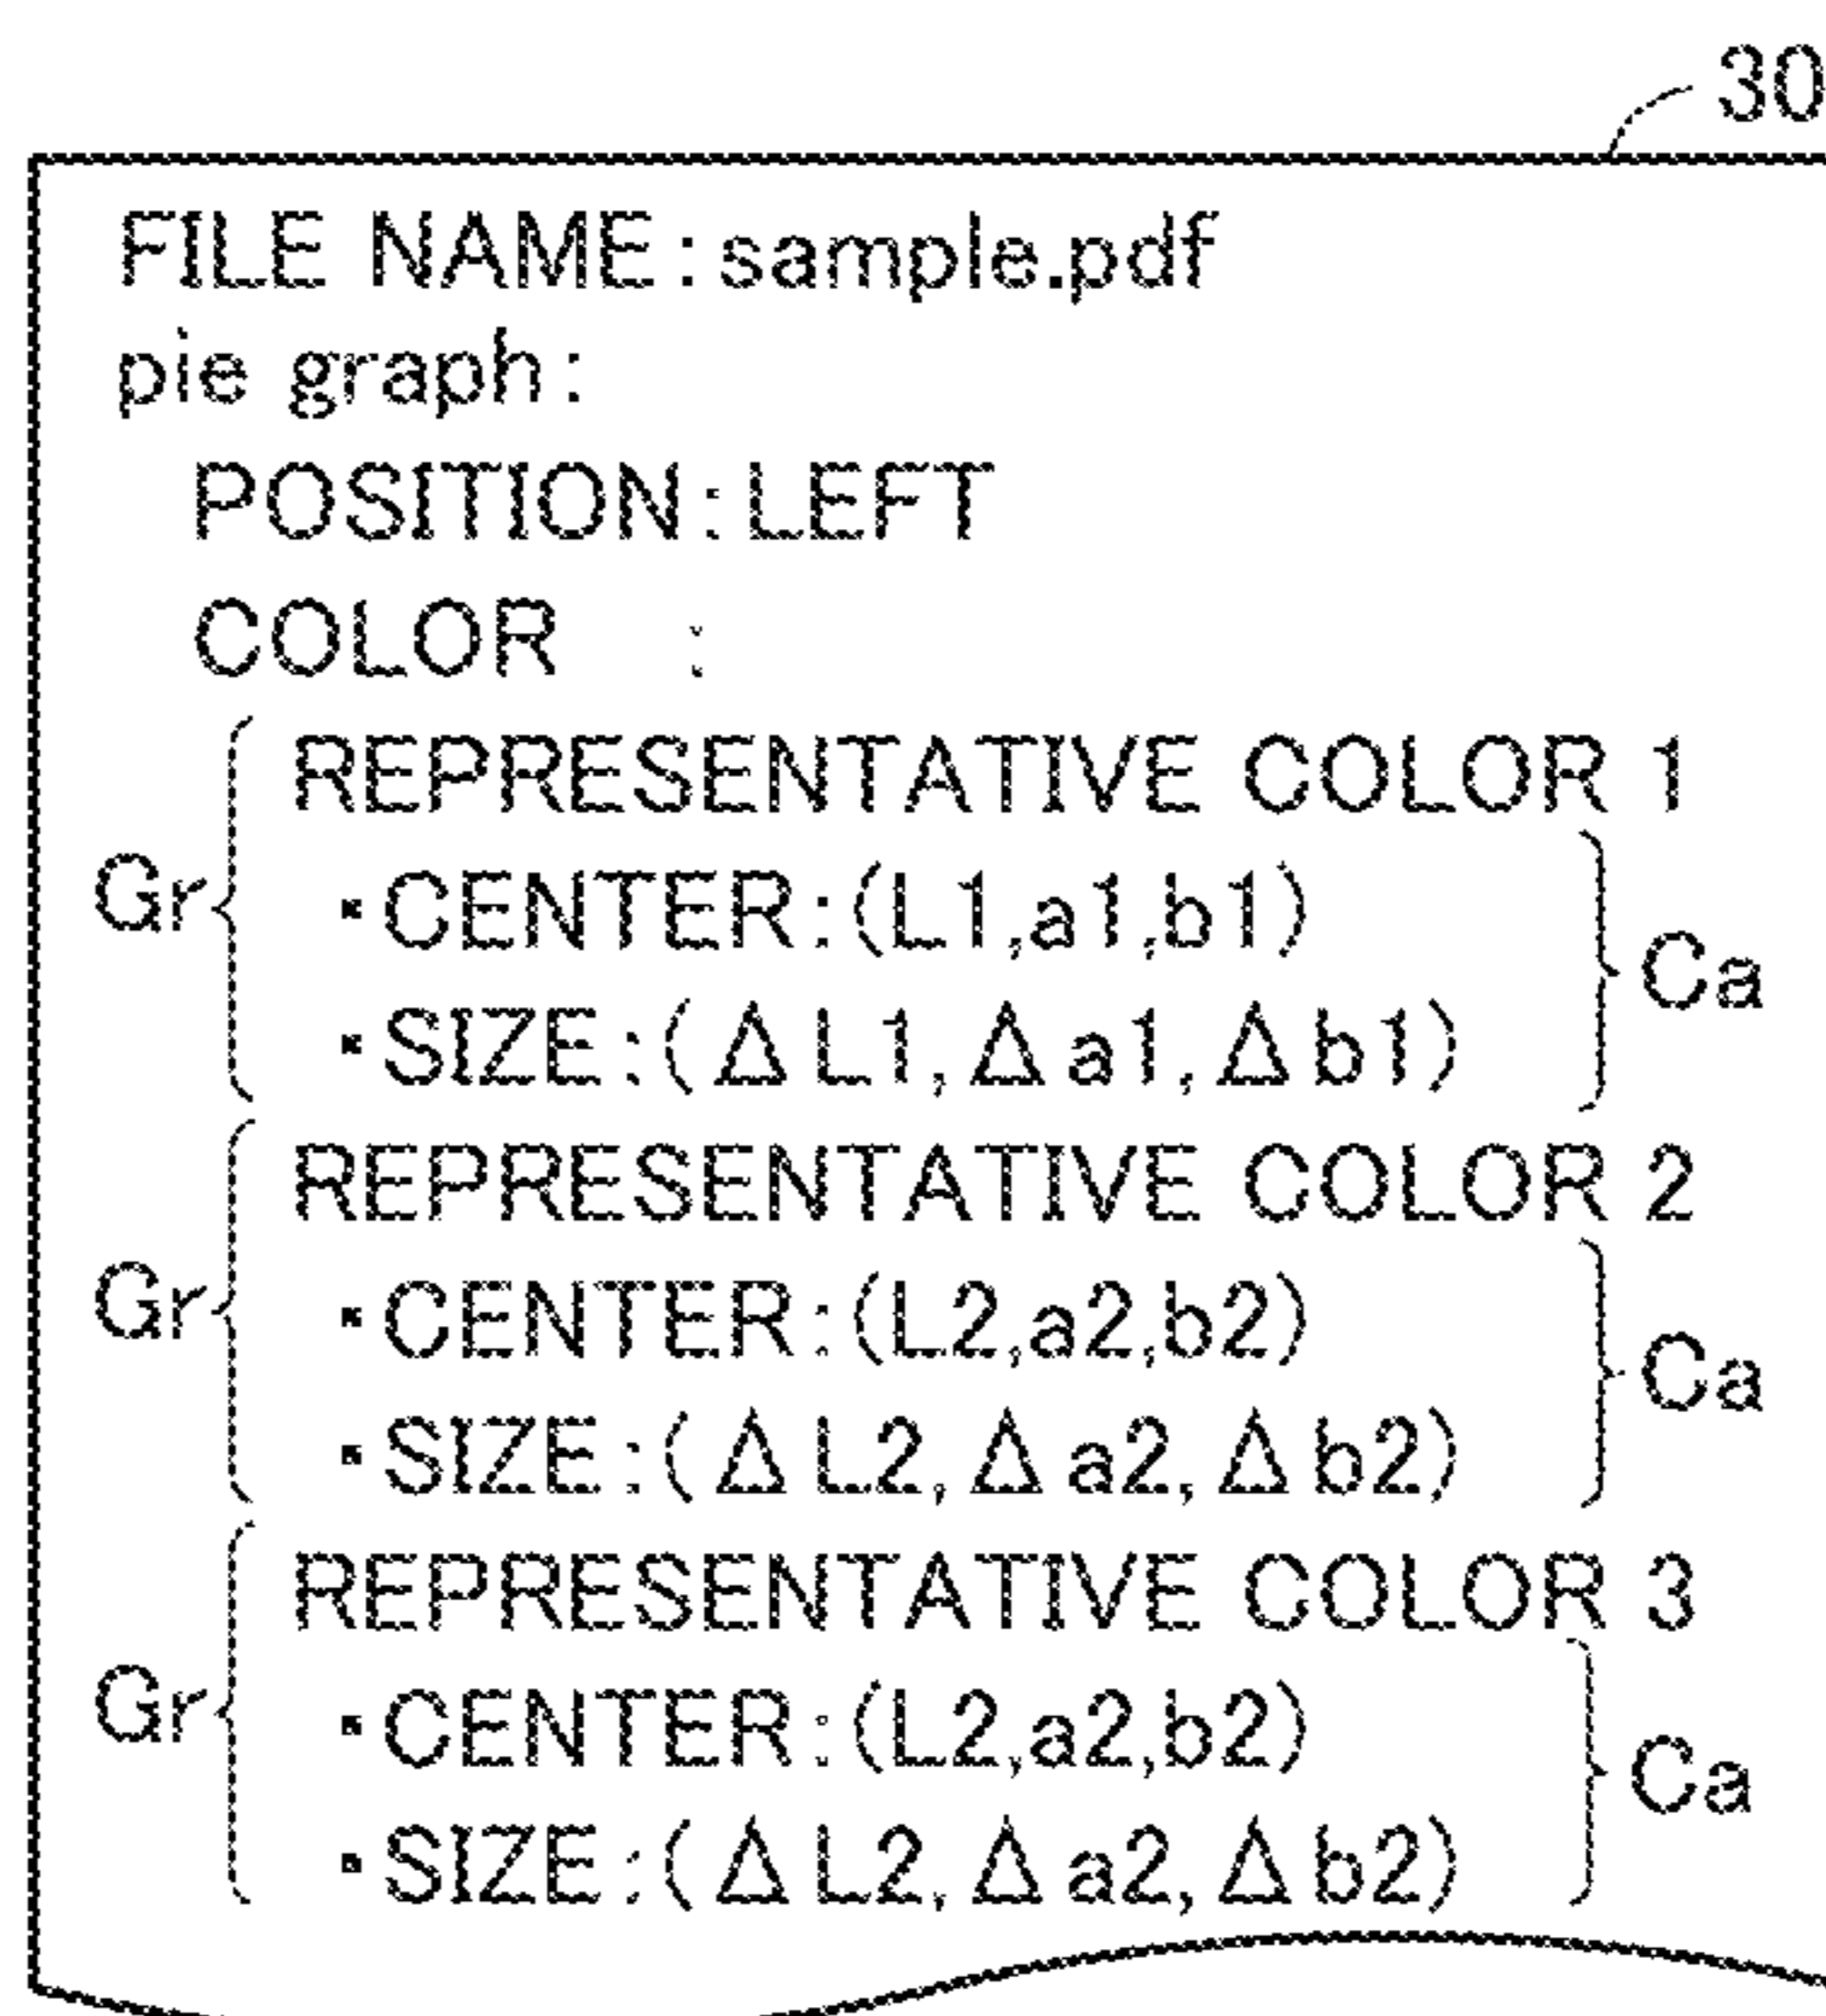 30
FILE NAME:sample.pdf
pie graph:
POSITION:LEFT
COLOR :
REPRESENTATIVE COLOR 1
Gr
▪CENTER:(L1,a1,b1)
Ca
▪SIZE:(ΔL1,Δa1,Δb1)
REPRESENTATIVE COLOR 2
Gr
▪CENTER:(L2,a2,b2)
Ca
▪SIZE:(ΔL2,Δa2,Δb2)
REPRESENTATIVE COLOR 3
Gr
▪CENTER:(L2,a2,b2)
Ca
▪SIZE:(ΔL2,Δa2,Δb2)